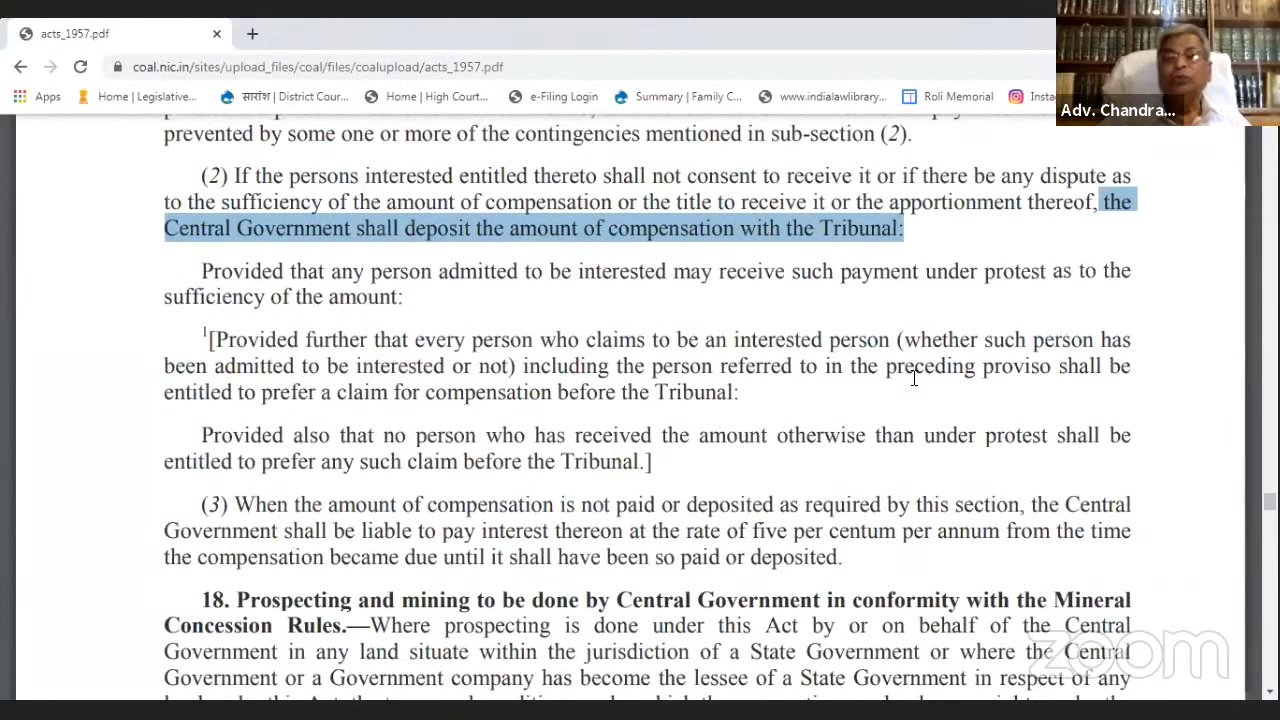 acts_1957.pdf
coal.nic.in/sites/upload_files/coal/files/coalupload/acts_1957.pdf
Apps Home | Legislative... सारांश | District Cour... Home | High Court... e-Filing Login Summary | Family C... www.indialawlibrary... Roli Memorial Insta
Adv. Chandra...
prevented by some one or more of the contingencies mentioned in sub-section (2).
(2) If the persons interested entitled thereto shall not consent to receive it or if there be any dispute as
to the sufficiency of the amount of compensation or the title to receive it or the apportionment thereof, the
Central Government shall deposit the amount of compensation with the Tribunal:
Provided that any person admitted to be interested may receive such payment under protest as to the
sufficiency of the amount:
1[Provided further that every person who claims to be an interested person (whether such person has
been admitted to be interested or not) including the person referred to in the preceding proviso shall be
entitled to prefer a claim for compensation before the Tribunal:
Provided also that no person who has received the amount otherwise than under protest shall be
entitled to prefer any such claim before the Tribunal.]
(3) When the amount of compensation is not paid or deposited as required by this section, the Central
Government shall be liable to pay interest thereon at the rate of five per centum per annum from the time
the compensation became due until it shall have been so paid or deposited.
18. Prospecting and mining to be done by Central Government in conformity with the Mineral
Concession Rules.—Where prospecting is done under this Act by or on behalf of the Central
Government in any land situate within the jurisdiction of a State Government or where the Central
Government or a Government company has become the lessee of a State Government in respect of any
zoom